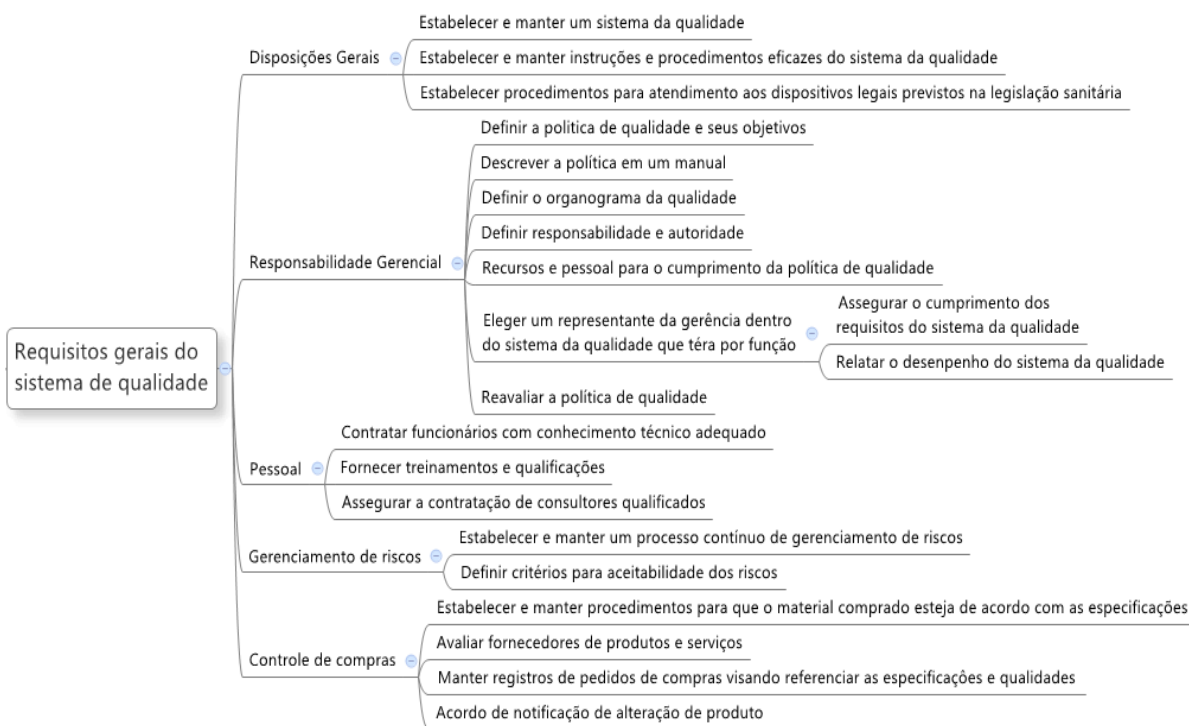 Estabelecer e manter um sistema da qualidade
Disposições Gerais
Estabelecer e manter instruções e procedimentos eficazes do sistema da qualidade
Estabelecer procedimentos para atendimento aos dispositivos legais previstos na legislação sanitária
Definir a politica de qualidade e seus objetivos
Descrever a política em um manual
Definir o organograma da qualidade
Definir responsabilidade e autoridade
Responsabilidade Gerencial
Recursos e pessoal para o cumprimento da política de qualidade
Eleger um representante da gerência dentro
do sistema da qualidade que téra por função
Assegurar o cumprimento dos
requisitos do sistema da qualidade
Relatar o desenpenho do sistema da qualidade
Reavaliar a política de qualidade
Requisitos gerais do
sistema de qualidade
Contratar funcionários com conhecimento técnico adequado
Pessoal
Fornecer treinamentos e qualificações
Assegurar a contratação de consultores qualificados
Gerenciamento de riscos
Estabelecer e manter um processo contínuo de gerenciamento de riscos
Definir critérios para aceitabilidade dos riscos
Estabelecer e manter procedimentos para que o material comprado esteja de acordo com as especificações
Avaliar fornecedores de produtos e serviços
Controle de compras
Manter registros de pedidos de compras visando referenciar as especificações e qualidades
Acordo de notificação de alteração de produto